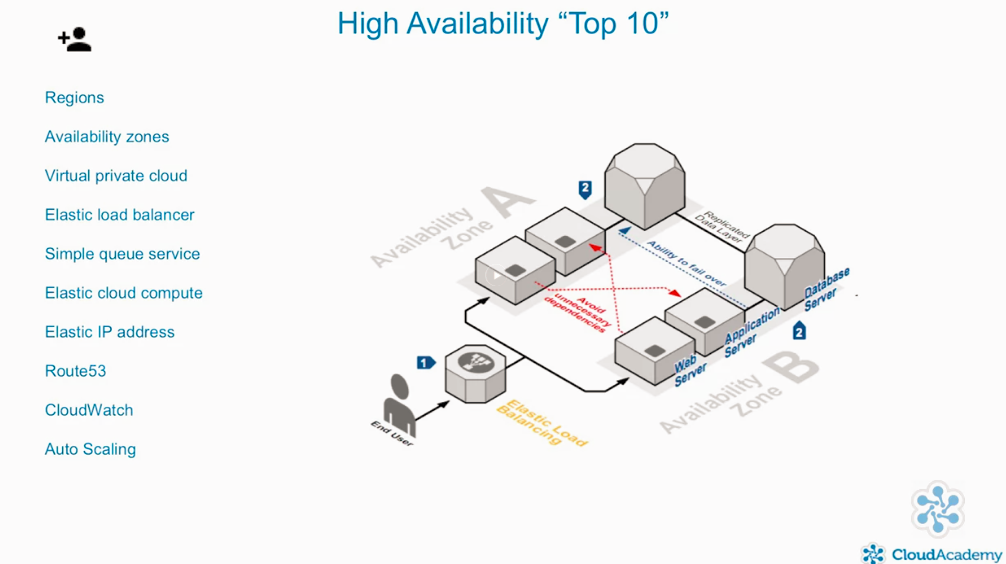 High Availability “Top 10”
Regions
Availability zones
Virtual private cloud
Elastic load balancer
Simple queue service
Elastic cloud compute
Elastic IP address
Route53
CloudWatch
Auto Scaling
Availability
Zone
A
2
Replicated
Data Layer
Ability to fail over
Avoid
unnecessary
dependencies
Database
Server
Application
Server
Web
Server
2
1
Availability
Zone
B
Elastic Load
Balancing
End User
CloudAcademy